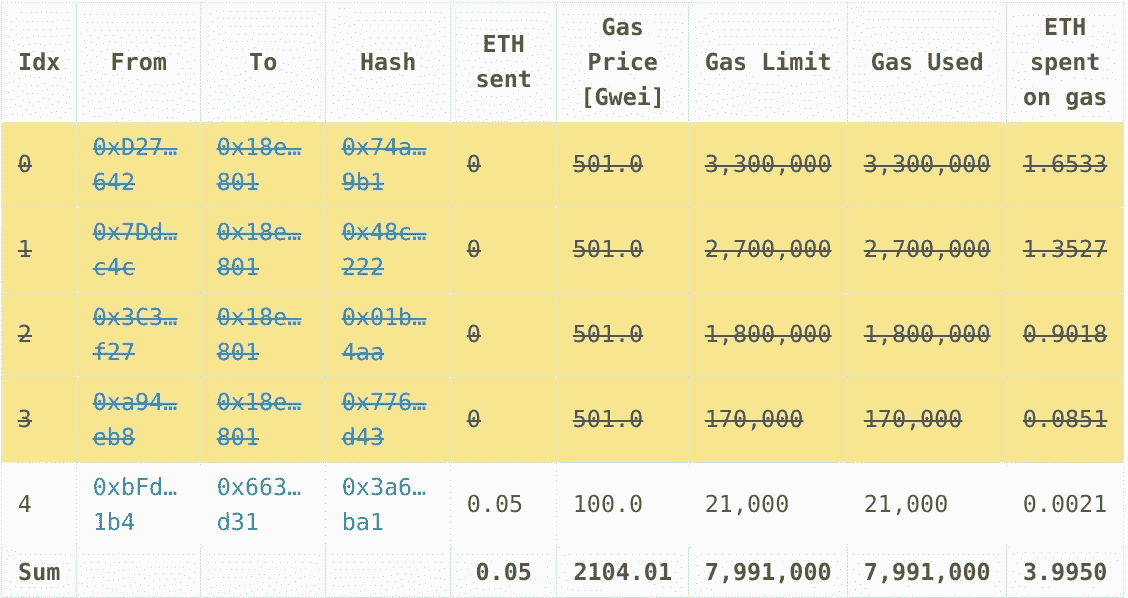 Idx From To Hash ETH sent Gas Price [Gwei] Gas Limit Gas Used ETH spent on gas
0 0xD27…642 0x18e…801 0x74a…9b1 0 501.0 3,300,000 3,300,000 1.6533
1 0x7Dd…c4c 0x18e…801 0x48c…222 0 501.0 2,700,000 2,700,000 1.3527
2 0x3C3…f27 0x18e…801 0x01b…4aa 0 501.0 1,800,000 1,800,000 0.9018
3 0xa94…eb8 0x18e…801 0x776…d43 0 501.0 170,000 170,000 0.0851
4 0xbFd…1b4 0x663…d31 0x3a6…ba1 0.05 100.0 21,000 21,000 0.0021
Sum 0.05 2104.01 7,991,000 7,991,000 3.9950